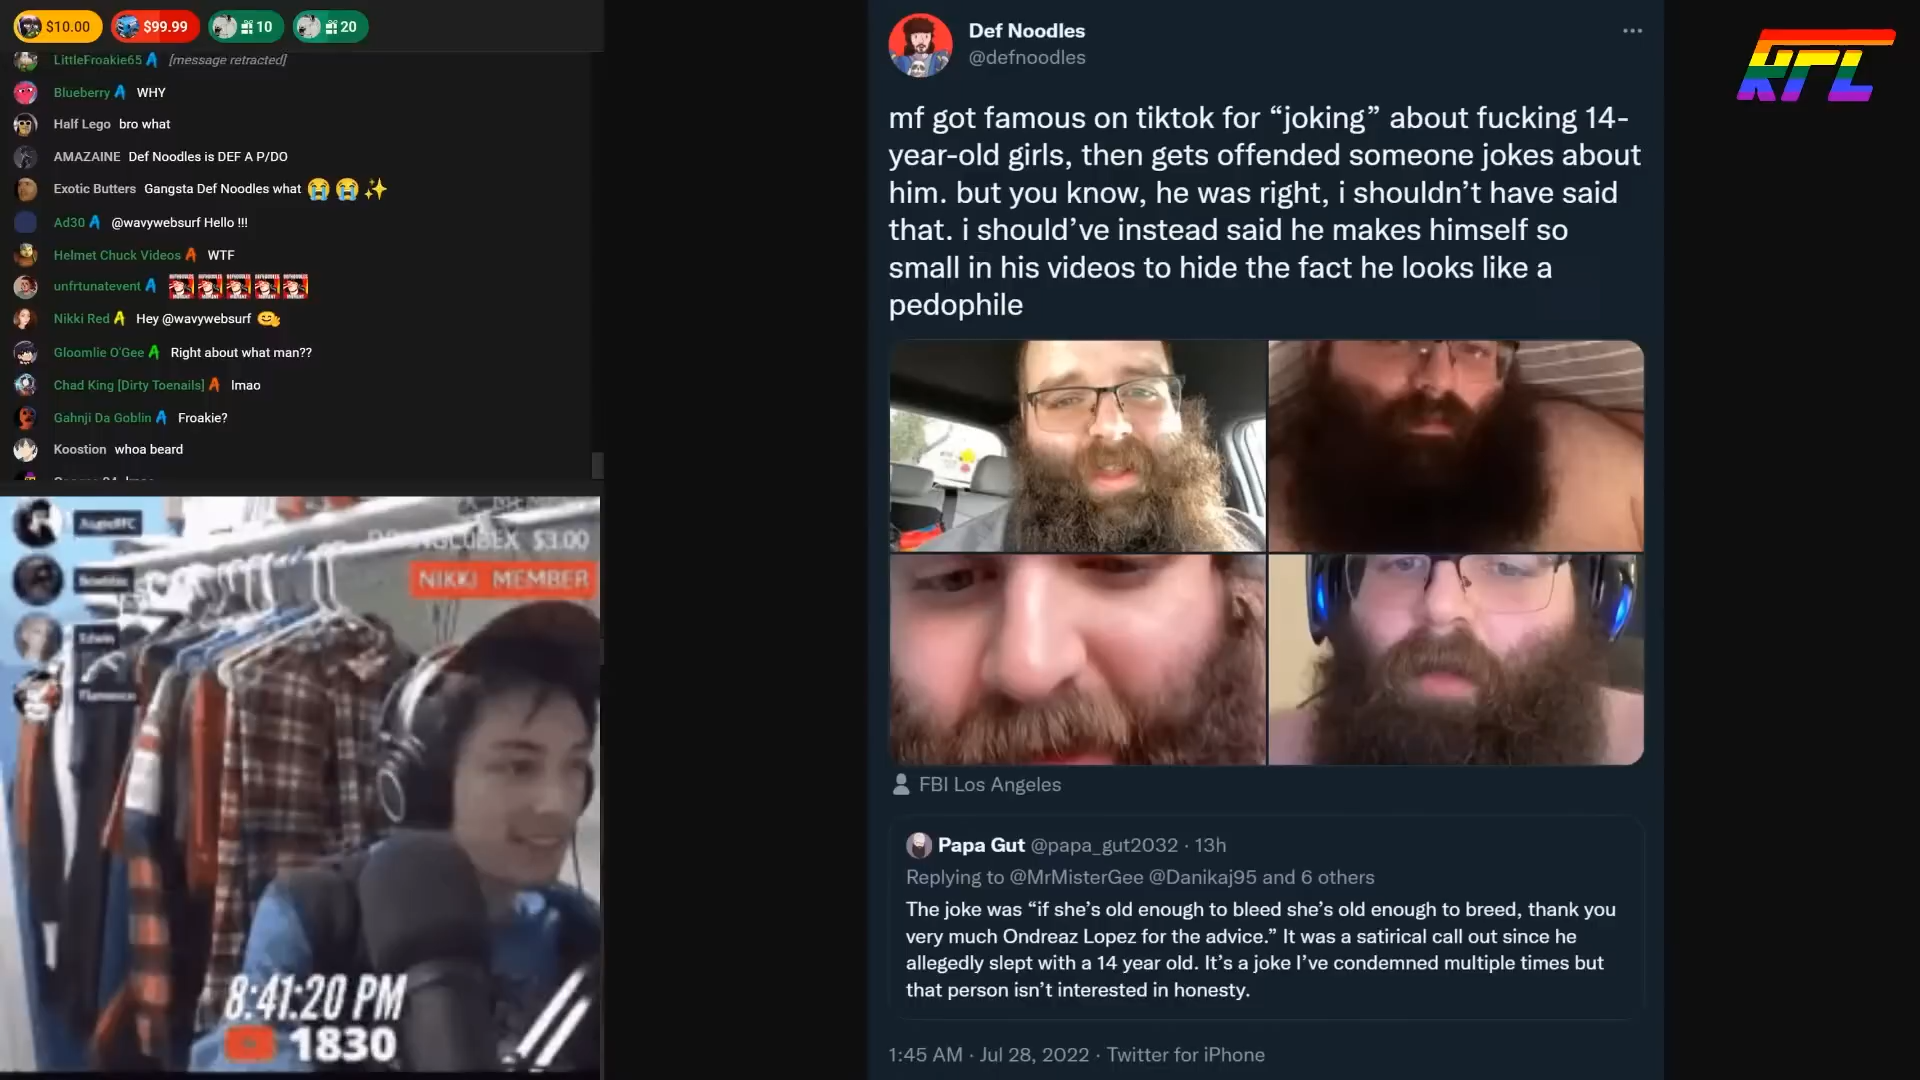 $10.00
$99.99
10
20
LittleFroakie65 [message retracted]
Blueberry WHY
Half Lego bro what
AMAZAINE Def Noodles is DEF A P/DO
Exotic Butters Gangsta Def Noodles what 😭 😭 ✨
Ad30 @wavywebsurf Hello !!!
Helmet Chuck Videos WTF
unfrtunatevent
Nikki Red Hey @wavywebsurf
Gloomlie O'Gee Right about what man??
Chad King [Dirty Toenails] lmao
Gahnji Da Goblin Froakie?
Koostion whoa beard
$3.00
NIKKI MEMBER
Edwin
8:41:20 PM
1830
Def Noodles
@defnoodles
mf got famous on tiktok for “joking” about fucking 14-
year-old girls, then gets offended someone jokes about
him. but you know, he was right, i shouldn’t have said
that. i should’ve instead said he makes himself so
small in his videos to hide the fact he looks like a
pedophile
FBI Los Angeles
Papa Gut @papa_gut2032 · 13h
Replying to @MrMisterGee @Danikaj95 and 6 others
The joke was “if she’s old enough to bleed she’s old enough to breed, thank you
very much Ondreaz Lopez for the advice.” It was a satirical call out since he
allegedly slept with a 14 year old. It’s a joke I’ve condemned multiple times but
that person isn’t interested in honesty.
1:45 AM · Jul 28, 2022 · Twitter for iPhone
RFC